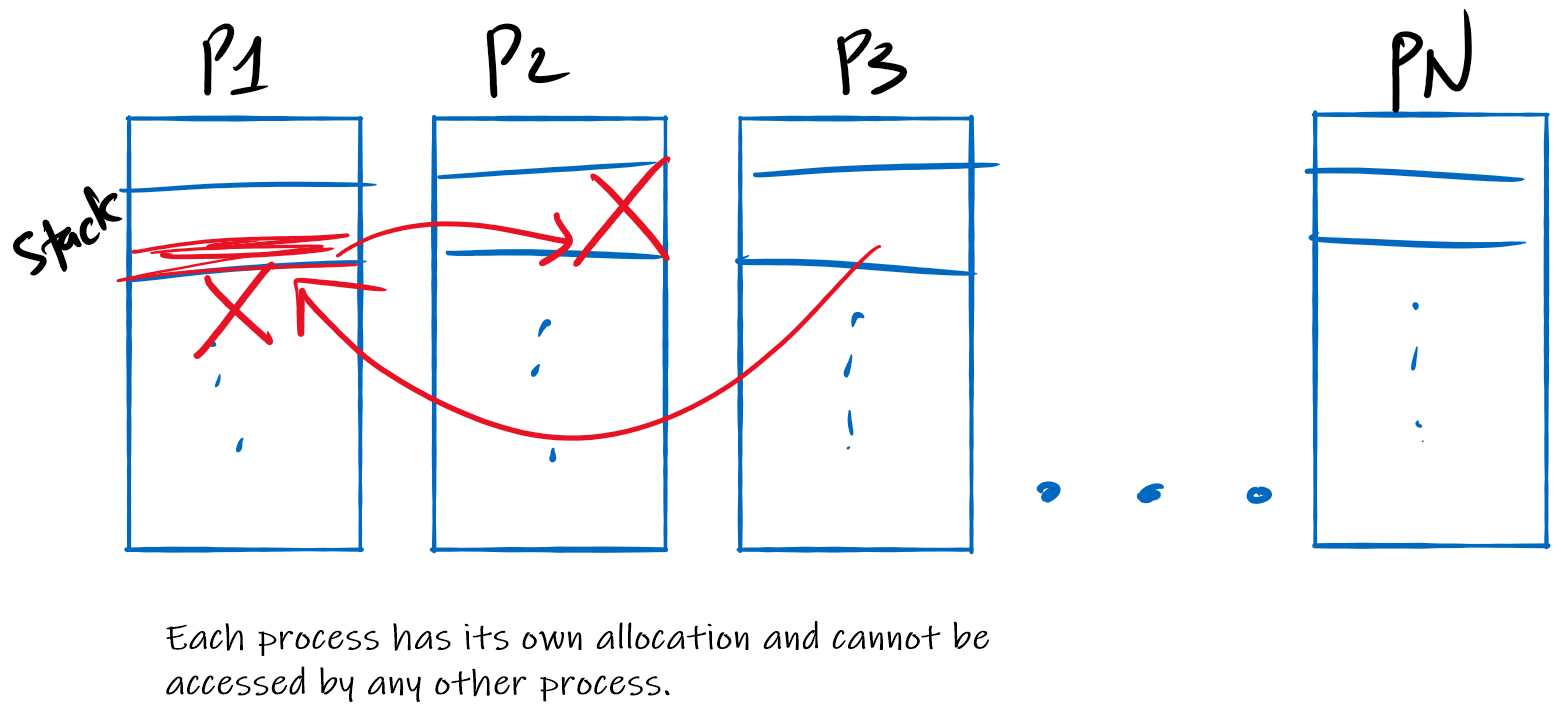 P1 P2 P3 PN
Stack
Each process has its own allocation and cannot be
accessed by any other process.